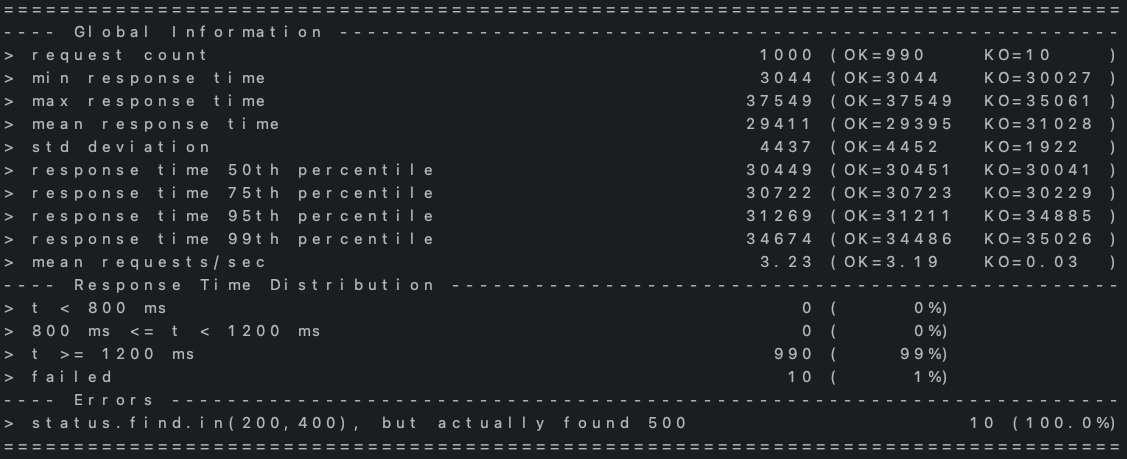 ================================================================================
---- Global Information --------------------------------------------------------
> request count                                       1000 (OK=990    KO=10    )
> min response time                                   3044 (OK=3044   KO=30027 )
> max response time                                  37549 (OK=37549  KO=35061 )
> mean response time                                 29411 (OK=29395  KO=31028 )
> std deviation                                       4437 (OK=4452   KO=1922  )
> response time 50th percentile                      30449 (OK=30451  KO=30041 )
> response time 75th percentile                      30722 (OK=30723  KO=30229 )
> response time 95th percentile                      31269 (OK=31211  KO=34885 )
> response time 99th percentile                      34674 (OK=34486  KO=35026 )
> mean requests/sec                                   3.23 (OK=3.19   KO=0.03  )
---- Response Time Distribution ------------------------------------------------
> t < 800 ms                                             0 (     0%)
> 800 ms <= t < 1200 ms                                  0 (     0%)
> t >= 1200 ms                                         990 (    99%)
> failed                                                10 (     1%)
---- Errors --------------------------------------------------------------------
> status.find.in(200,400), but actually found 500                    10 (100.0%)
================================================================================